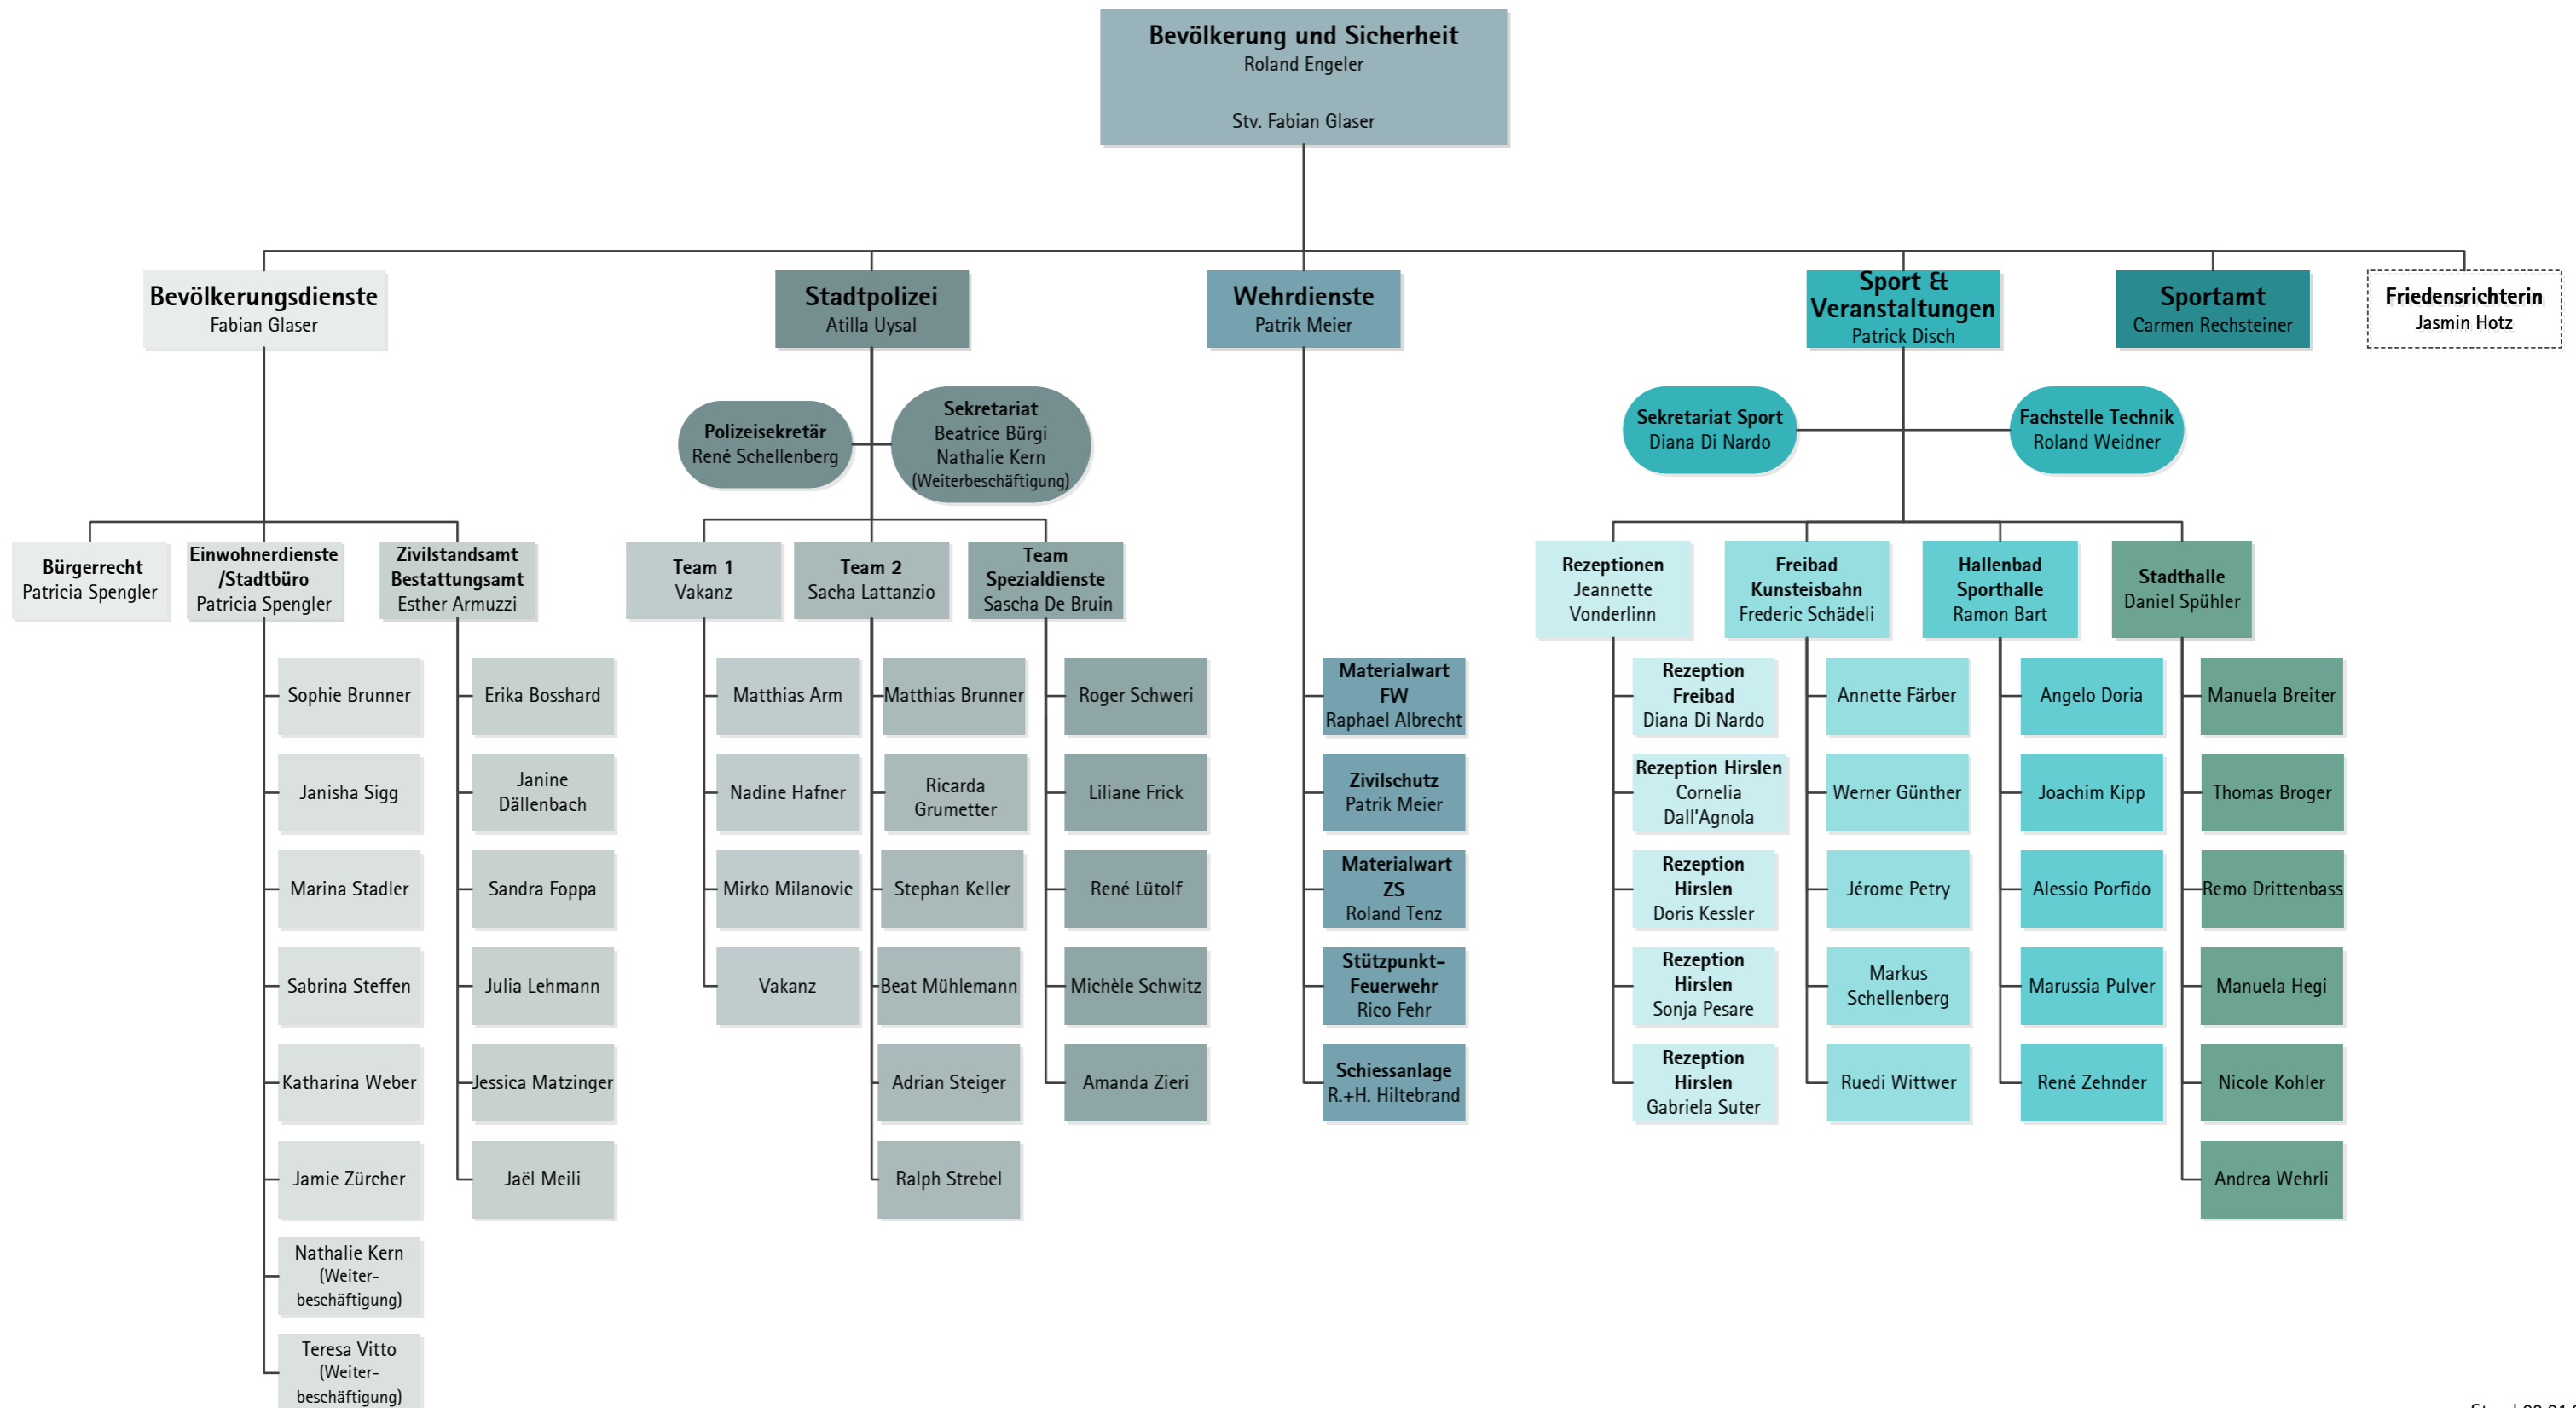 Bevölkerung und Sicherheit
Roland Engeler
Stv. Fabian Glaser
Bevölkerungsdienste
Fabian Glaser
Stadtpolizei
Atilla Uysal
Wehrdienste
Patrik Meier
Sport &
Veranstaltungen
Patrick Disch
Sportamt
Carmen Rechsteiner
Friedensrichterin
Jasmin Hotz
Polizeisekretär
René Schellenberg
Sekretariat
Beatrice Bürgi
Nathalie Kern
(Weiterbeschäftigung)
Sekretariat Sport
Diana Di Nardo
Fachstelle Technik
Roland Weidner
Bürgerrecht
Patricia Spengler
Einwohnerdienste
/Stadtbüro
Patricia Spengler
Zivilstandsamt
Bestattungsamt
Esther Armuzzi
Team 1
Vakanz
Team 2
Sacha Lattanzio
Team
Spezialdienste
Sascha De Bruin
Rezeptionen
Jeannette
Vonderlinn
Freibad
Kunsteisbahn
Frederic Schädeli
Hallenbad
Sporthalle
Ramon Bart
Stadthalle
Daniel Spühler
Sophie Brunner
Janisha Sigg
Marina Stadler
Sabrina Steffen
Katharina Weber
Jamie Zürcher
Nathalie Kern
(Weiter-
beschäftigung)
Teresa Vitto
(Weiter-
beschäftigung)
Erika Bosshard
Janine
Dällenbach
Sandra Foppa
Julia Lehmann
Jessica Matzinger
Jaël Meili
Matthias Arm
Nadine Hafner
Mirko Milanovic
Vakanz
Matthias Brunner
Ricarda
Grumetter
Stephan Keller
Beat Mühlemann
Adrian Steiger
Ralph Strebel
Roger Schweri
Liliane Frick
René Lütolf
Michèle Schwitz
Amanda Zieri
Materialwart
FW
Raphael Albrecht
Zivilschutz
Patrik Meier
Materialwart
ZS
Roland Tenz
Stützpunkt-
Feuerwehr
Rico Fehr
Schiessanlage
R.+H. Hiltebrand
Rezeption
Freibad
Diana Di Nardo
Rezeption Hirslen
Cornelia
Dall'Agnola
Rezeption
Hirslen
Doris Kessler
Rezeption
Hirslen
Sonja Pesare
Rezeption
Hirslen
Gabriela Suter
Annette Färber
Werner Günther
Jérome Petry
Markus
Schellenberg
Ruedi Wittwer
Angelo Doria
Joachim Kipp
Alessio Porfido
Marussia Pulver
René Zehnder
Manuela Breiter
Thomas Broger
Remo Drittenbass
Manuela Hegi
Nicole Kohler
Andrea Wehrli